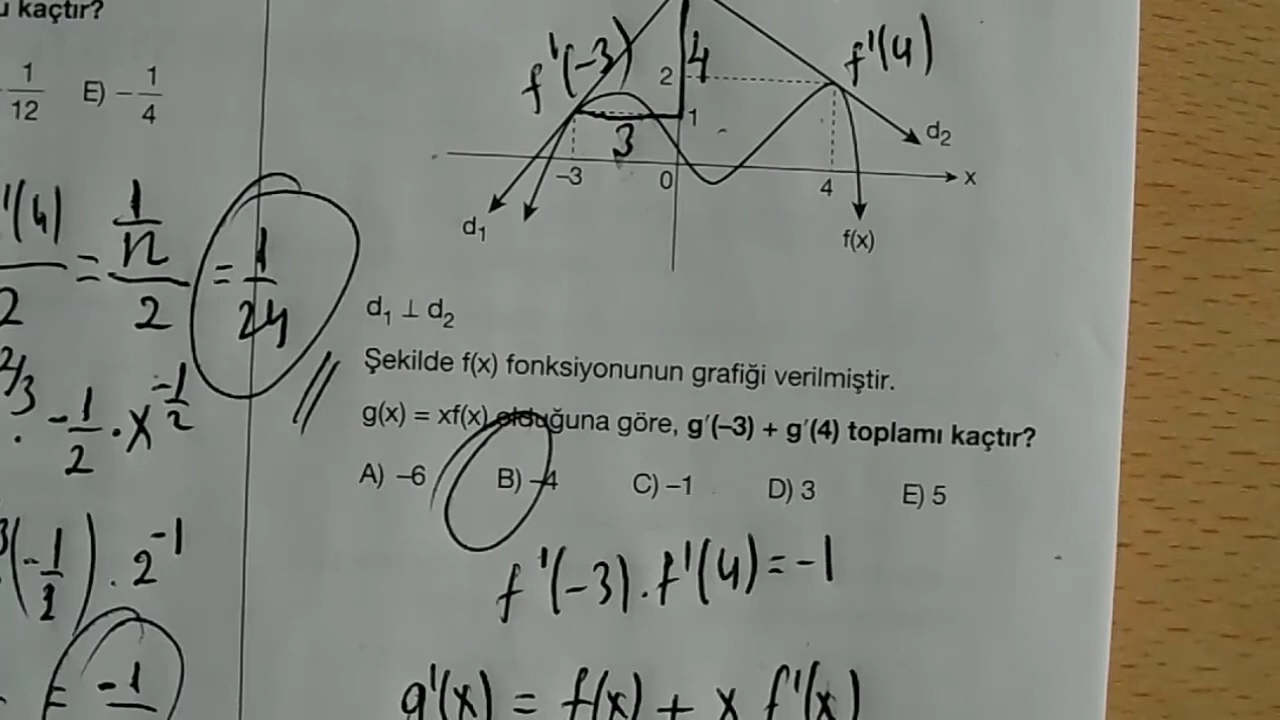 kaçtır?
1/12 E) -1/4
'(4)/2 = (1/12)/2 = 1/24
2/3 · -1/2 · x^(-1/2)
(-1/2) · 2^(-1)
= -1
f'(-3) 4 f'(4)
2
1
3
d₂
-3 0 4 x
d₁
f(x)
d₁ ⊥ d₂
Şekilde f(x) fonksiyonunun grafiği verilmiştir.
g(x) = xf(x) olduğuna göre, g′(–3) + g′(4) toplamı kaçtır?
A) –6 B) –4 C) –1 D) 3 E) 5
f'(-3) . f'(4) = -1
g'(x) = f(x) + x f'(x)